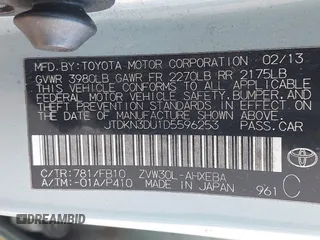 MFD.BY:TOYOTA MOTOR CORPORATION 02/13
GVWR 3980LB GAWR FR 2270LB RR 2175LB
THIS VEHICLE CONFORMS TO ALL APPLICABLE
FEDERAL MOTOR VEHICLE SAFETY, BUMPER, AND
THEFT PREVENTION STANDARDS IN EFFECT ON
THE DATE OF MANUFACTURE SHOWN ABOVE.
JTDKN3DU1D5596253
PASS. CAR
C/TR:781/FB10 ZVW30L-AHXEBA
A/TM:-01A/P410 MADE IN JAPAN 961 C
TOYOTA
DRARBIID